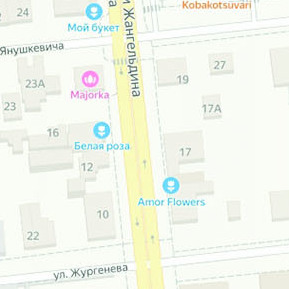 Kobakotsuvari
24
Мой букет
Янушкевича
и Жангельдина
27
19
23А
Majorka
23
17А
16
Белая роза
17
12
Amor Flowers
10
22
ул. Жургенева